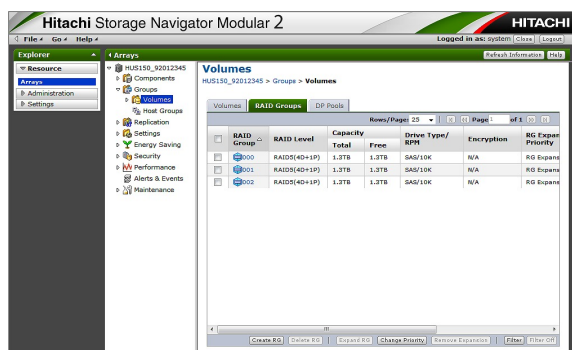 Hitachi Storage Navigator Modular 2
HITACHI
File Go Help
Logged in as: system Close Logout
Explorer
Resource
Arrays
Administration
Settings
Arrays
Refresh Information Help
HUS150_92012345
Components
Groups
Volumes
Host Groups
Replication
Settings
Energy Saving
Security
Performance
Alerts & Events
Maintenance
Volumes
HUS150_92012345 > Groups > Volumes
Volumes RAID Groups DP Pools
Rows/Page: 25 Page 1 of 1
RAID Group RAID Level Capacity Total Free Drive Type/ RPM Encryption RG Expan Priority
000 RAID5(4D+1P) 1.3TB 1.3TB SAS/10K N/A RG Expans
001 RAID5(4D+1P) 1.3TB 1.3TB SAS/10K N/A RG Expans
002 RAID5(4D+1P) 1.3TB 1.3TB SAS/10K N/A RG Expans
Create RG Delete RG Expand RG Change Priority Remove Expansion Filter Filter Off